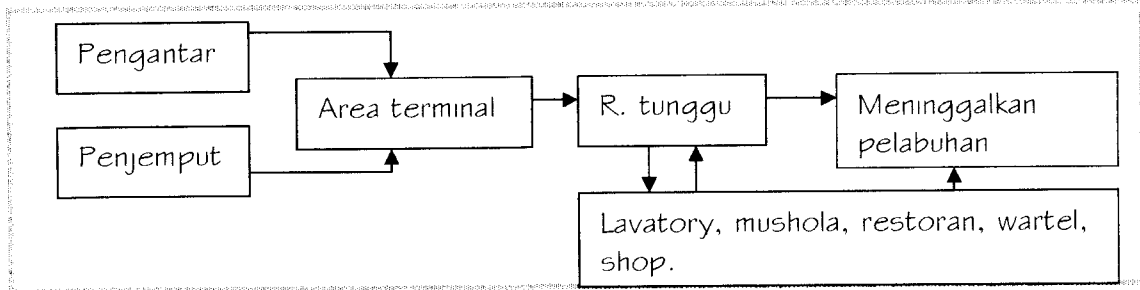 Pengantar
Penjemput
Area terminal
R. tunggu
Meninggalkan
pelabuhan
Lavatory, mushola, restoran, wartel,
shop.